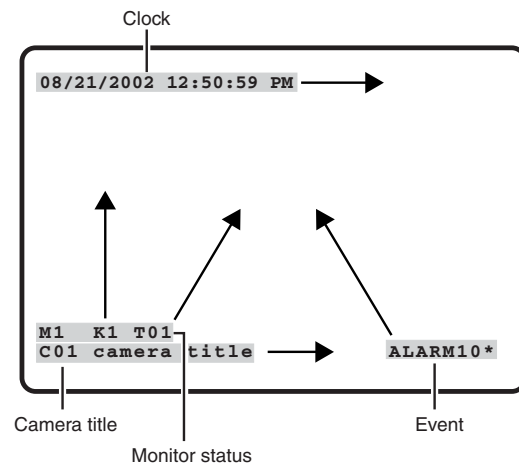 Clock
08/21/2002 12:50:59 PM
M1 K1 T01
C01 camera title
ALARM10*
Camera title
Event
Monitor status